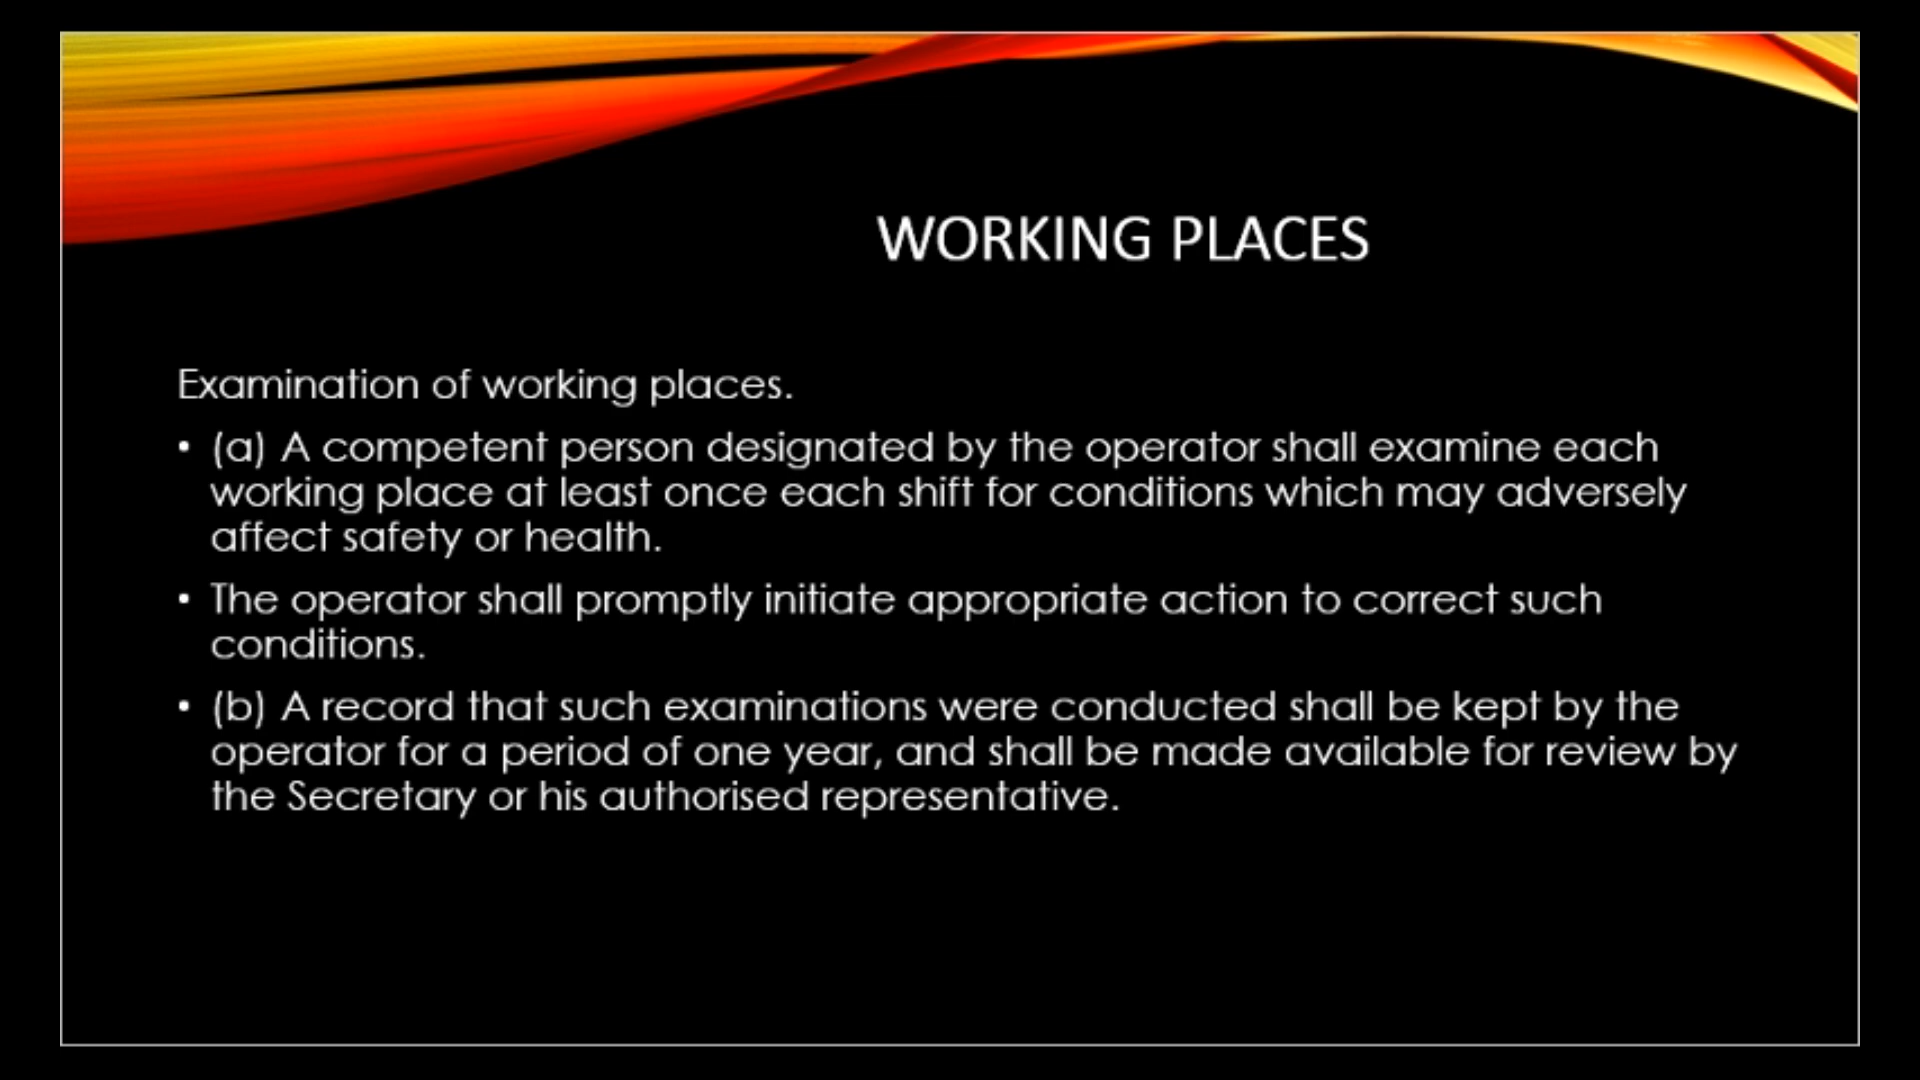 WORKING PLACES
Examination of working places.
• (a) A competent person designated by the operator shall examine each
working place at least once each shift for conditions which may adversely
affect safety or health.
• The operator shall promptly initiate appropriate action to correct such
conditions.
• (b) A record that such examinations were conducted shall be kept by the
operator for a period of one year, and shall be made available for review by
the Secretary or his authorised representative.